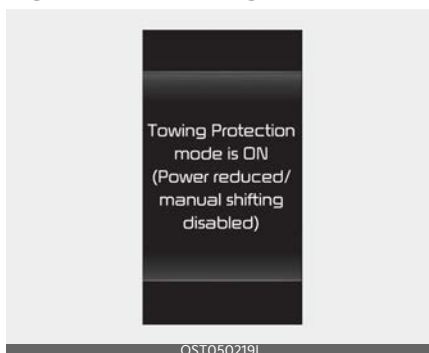 Towing Protection
mode is ON
(Power reduced/
manual shifting
disabled)
OST050219L